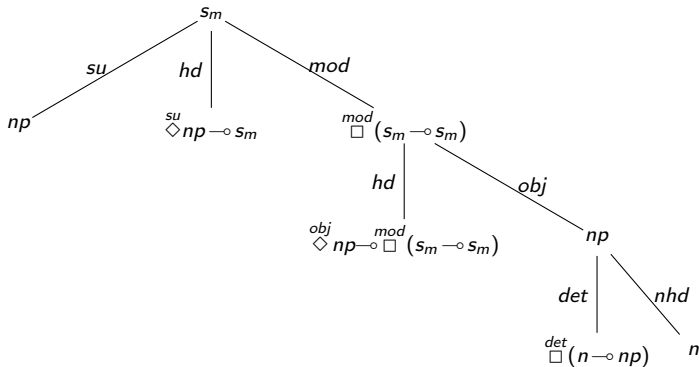 s_m
su hd mod
np
◇^su np ⊸ s_m □^mod (s_m ⊸ s_m)
hd obj
◇^obj np ⊸ □^mod (s_m ⊸ s_m) np
det nhd
□^det (n ⊸ np) n